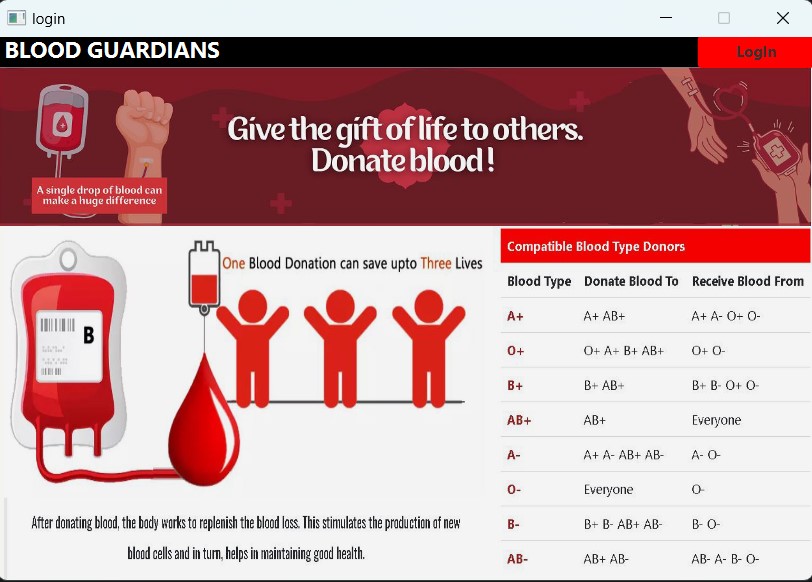 login
BLOOD GUARDIANS
LogIn
Give the gift of life to others.
Donate blood !
A single drop of blood can
make a huge difference
One Blood Donation can save upto Three Lives
B
After donating blood, the body works to replenish the blood loss. This stimulates the production of new
blood cells and in turn, helps in maintaining good health.
Compatible Blood Type Donors
Blood Type Donate Blood To Receive Blood From
A+ A+ AB+ A+ A- O+ O-
O+ O+ A+ B+ AB+ O+ O-
B+ B+ AB+ B+ B- O+ O-
AB+ AB+ Everyone
A- A+ A- AB+ AB- A- O-
O- Everyone O-
B- B+ B- AB+ AB- B- O-
AB- AB+ AB- AB- A- B- O-